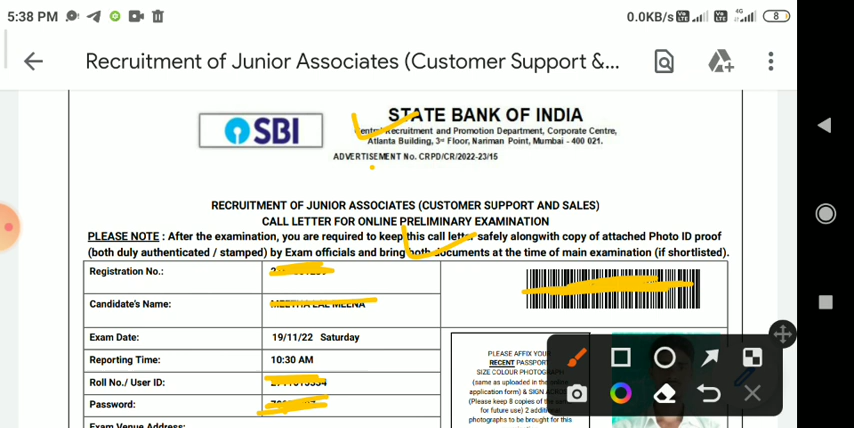 5:38 PM
0.0KB/s 4G 8
Recruitment of Junior Associates (Customer Support &...
SBI
STATE BANK OF INDIA
Central Recruitment and Promotion Department, Corporate Centre,
Atlanta Building, 3rd Floor, Nariman Point, Mumbai - 400 021.
ADVERTISEMENT No. CRPD/CR/2022-23/15
RECRUITMENT OF JUNIOR ASSOCIATES (CUSTOMER SUPPORT AND SALES)
CALL LETTER FOR ONLINE PRELIMINARY EXAMINATION
PLEASE NOTE : After the examination, you are required to keep this call letter safely alongwith copy of attached Photo ID proof
(both duly authenticated / stamped) by Exam officials and bring both documents at the time of main examination (if shortlisted).
Registration No.:
Candidate's Name:
Exam Date: 19/11/22 Saturday
Reporting Time: 10:30 AM
Roll No./ User ID:
Password:
Exam Venue Address:
PLEASE AFFIX YOUR
RECENT PASSPORT
SIZE COLOUR PHOTOGRAPH
(same as uploaded in the
application form) & SIGN
(Please keep 8 copies of the
for future use) 2
photographs to be brought for this